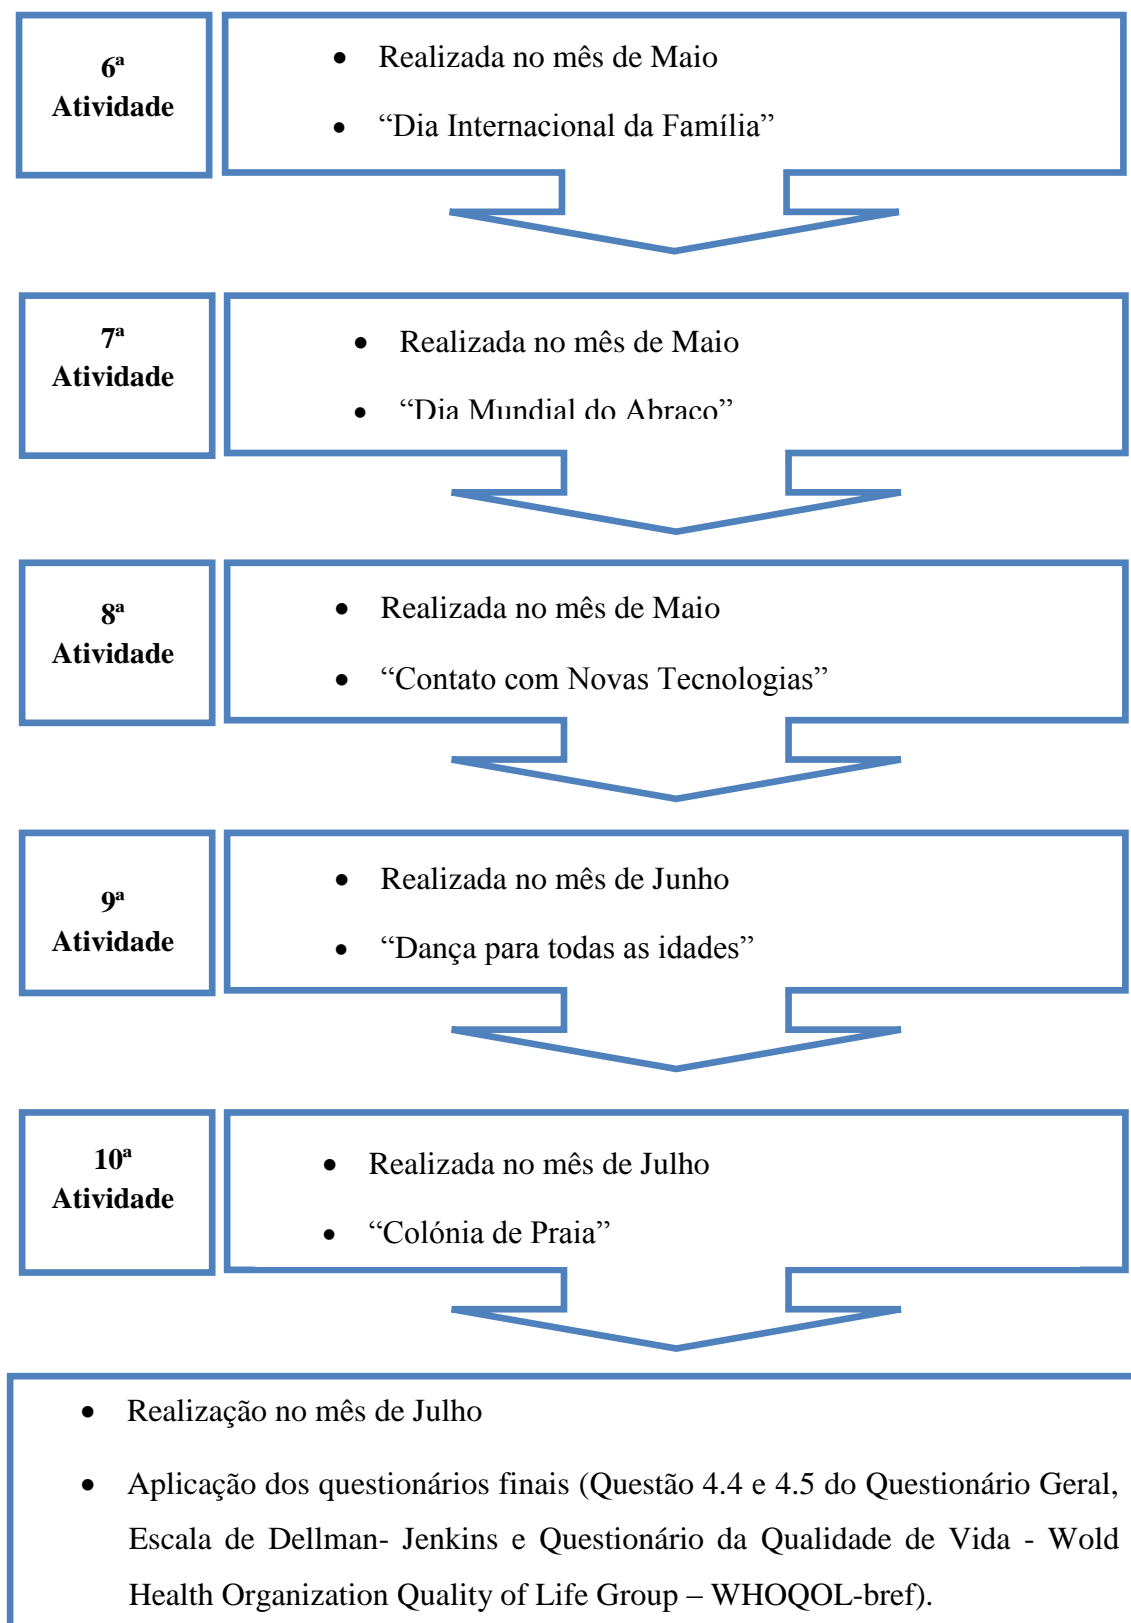 6ª
Atividade
• Realizada no mês de Maio
• “Dia Internacional da Família”
7ª
Atividade
• Realizada no mês de Maio
• “Dia Mundial do Abraço”
8ª
Atividade
• Realizada no mês de Maio
• “Contato com Novas Tecnologias”
9ª
Atividade
• Realizada no mês de Junho
• “Dança para todas as idades”
10ª
Atividade
• Realizada no mês de Julho
• “Colónia de Praia”
• Realização no mês de Julho
• Aplicação dos questionários finais (Questão 4.4 e 4.5 do Questionário Geral,
Escala de Dellman- Jenkins e Questionário da Qualidade de Vida - Wold
Health Organization Quality of Life Group – WHOQOL-bref).